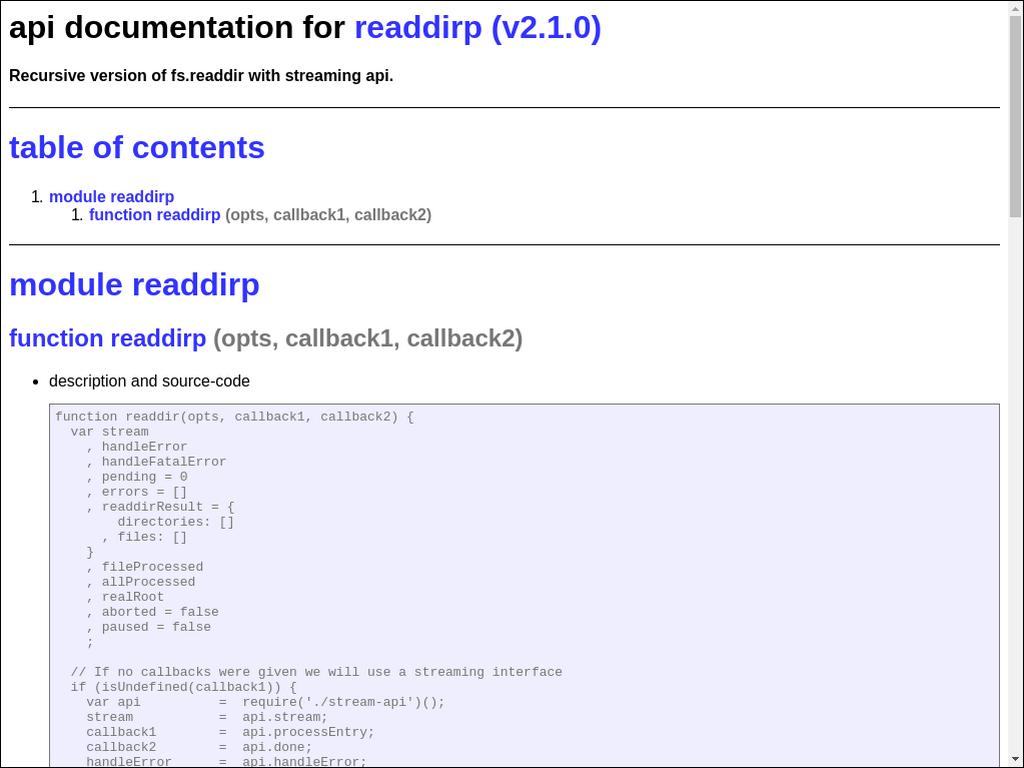 api documentation for readdirp (v2.1.0)
Recursive version of fs.readdir with streaming api.
table of contents
1. module readdirp
1. function readdirp (opts, callback1, callback2)
module readdirp
function readdirp (opts, callback1, callback2)
• description and source-code
function readdir(opts, callback1, callback2) {
  var stream
    , handleError
    , handleFatalError
    , pending = 0
    , errors = []
    , readdirResult = {
        directories: []
      , files: []
    }
    , fileProcessed
    , allProcessed
    , realRoot
    , aborted = false
    , paused = false
    ;

  // If no callbacks were given we will use a streaming interface
  if (isUndefined(callback1)) {
    var api          =  require('./stream-api')();
    stream           =  api.stream;
    callback1        =  api.processEntry;
    callback2        =  api.done;
    handleError      =  api.handleError;